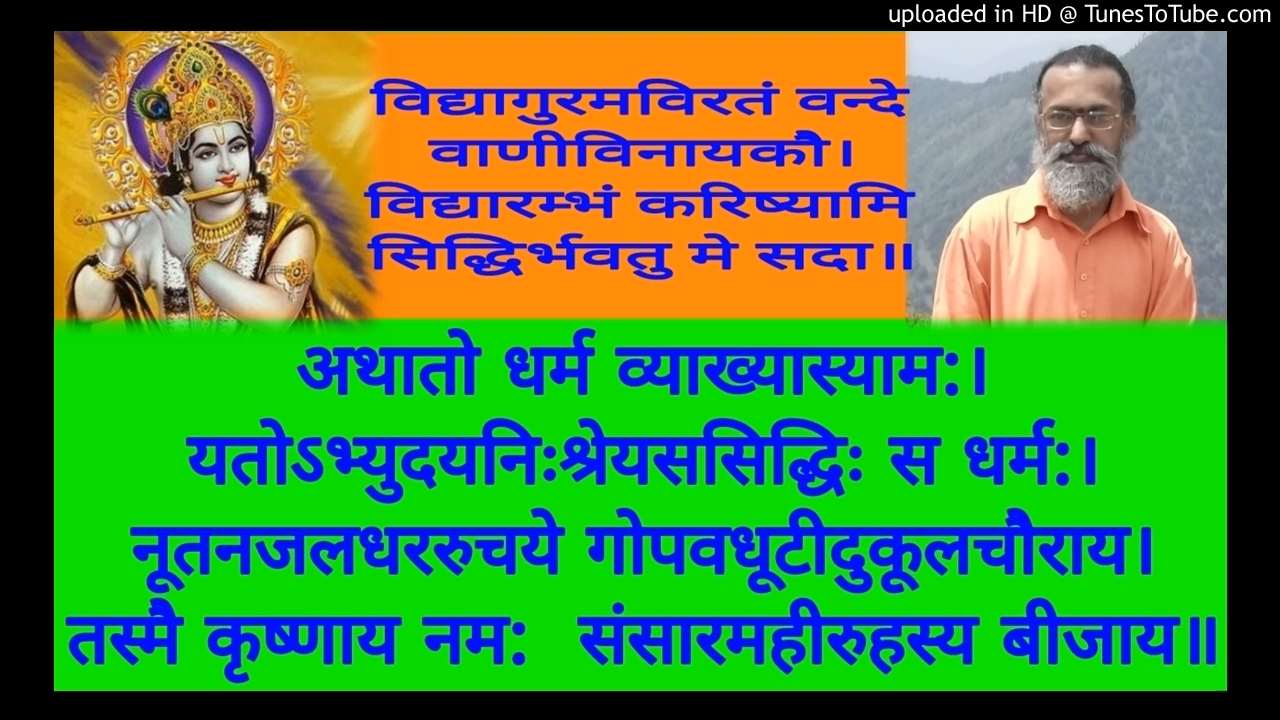 uploaded in HD @ TunesToTube.com
विद्यागुरमविरतं वन्दे
वाणीविनायकौ।
विद्यारम्भं करिष्यामि
सिद्धिर्भवतु मे सदा॥
अथातो धर्म व्याख्यास्याम:।
यतोऽभ्युदयनिःश्रेयससिद्धिः स धर्म:।
नूतनजलधररुचये गोपवधूटीदुकूलचौराय।
तस्मै कृष्णाय नम: संसारमहीरुहस्य बीजाय॥